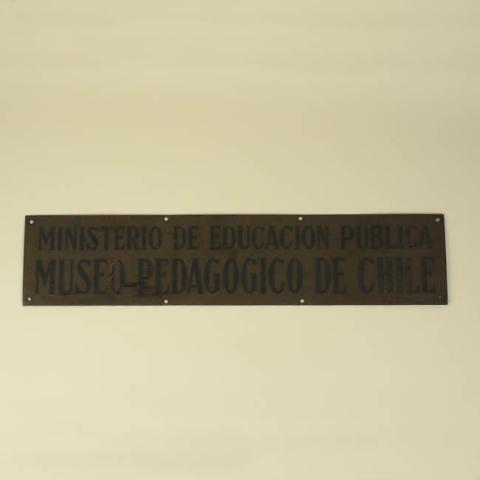 MINISTERIO DE EDUCACION PUBLICA
MUSEO PEDAGOGICO DE CHILE